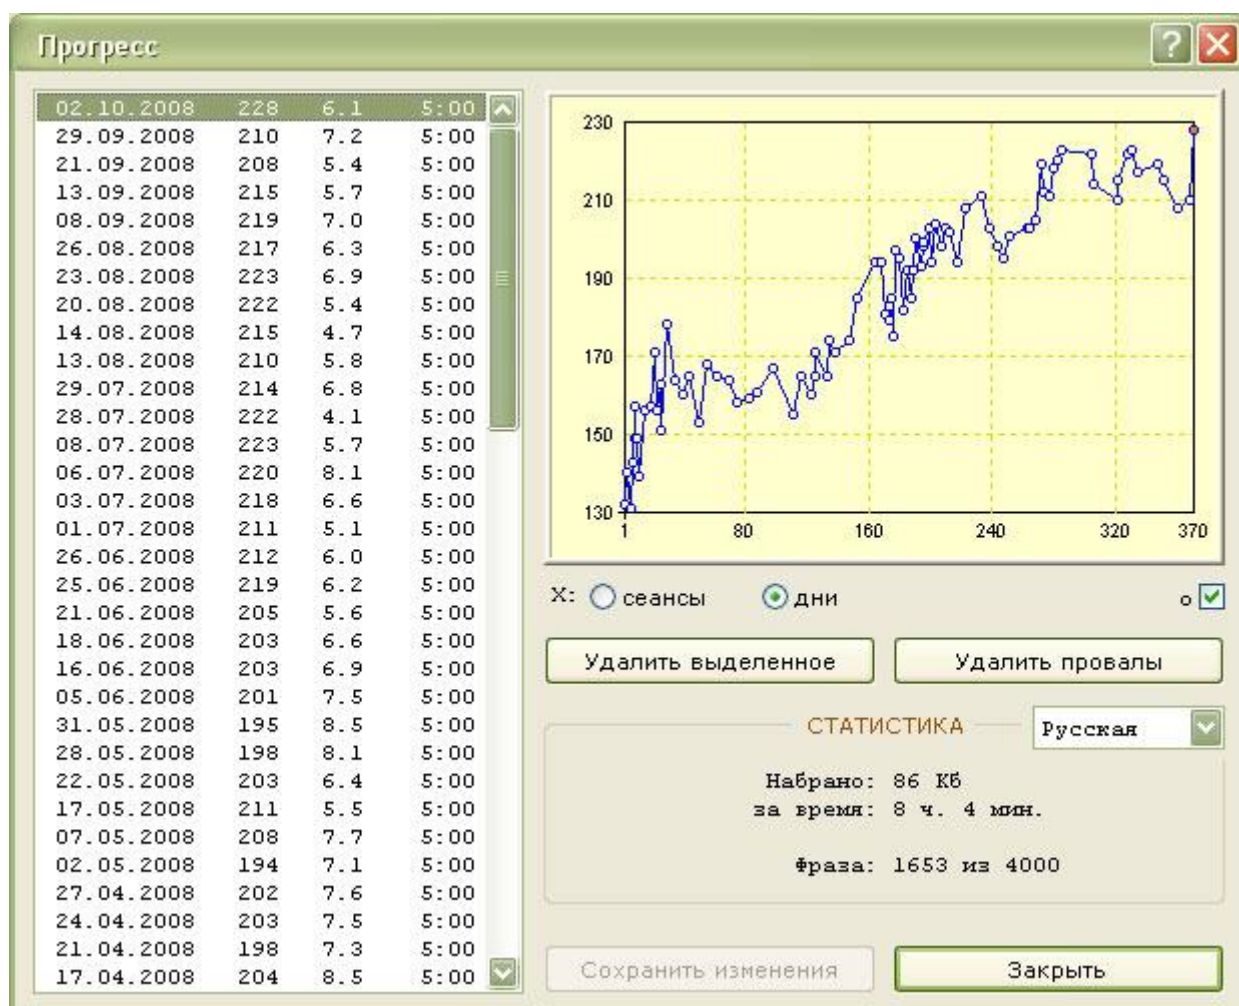 Прогресс
02.10.2008 228 6.1 5:00
29.09.2008 210 7.2 5:00
21.09.2008 208 5.4 5:00
13.09.2008 215 5.7 5:00
08.09.2008 219 7.0 5:00
26.08.2008 217 6.3 5:00
23.08.2008 223 6.9 5:00
20.08.2008 222 5.4 5:00
14.08.2008 215 4.7 5:00
13.08.2008 210 5.8 5:00
29.07.2008 214 6.8 5:00
28.07.2008 222 4.1 5:00
08.07.2008 223 5.7 5:00
06.07.2008 220 8.1 5:00
03.07.2008 218 6.6 5:00
01.07.2008 211 5.1 5:00
26.06.2008 212 6.0 5:00
25.06.2008 219 6.2 5:00
21.06.2008 205 5.6 5:00
18.06.2008 203 6.6 5:00
16.06.2008 203 6.9 5:00
05.06.2008 201 7.5 5:00
31.05.2008 195 8.5 5:00
28.05.2008 198 8.1 5:00
22.05.2008 203 6.4 5:00
17.05.2008 211 5.5 5:00
07.05.2008 208 7.7 5:00
02.05.2008 194 7.1 5:00
27.04.2008 202 7.6 5:00
24.04.2008 203 7.5 5:00
21.04.2008 198 7.3 5:00
17.04.2008 204 8.5 5:00
230
210
190
170
150
130
1 80 160 240 320 370
X: сеансы дни о
Удалить выделенное Удалить провалы
СТАТИСТИКА Русская
Набрано: 86 Кб
за время: 8 ч. 4 мин.
Фраза: 1653 из 4000
Сохранить изменения Закрыть